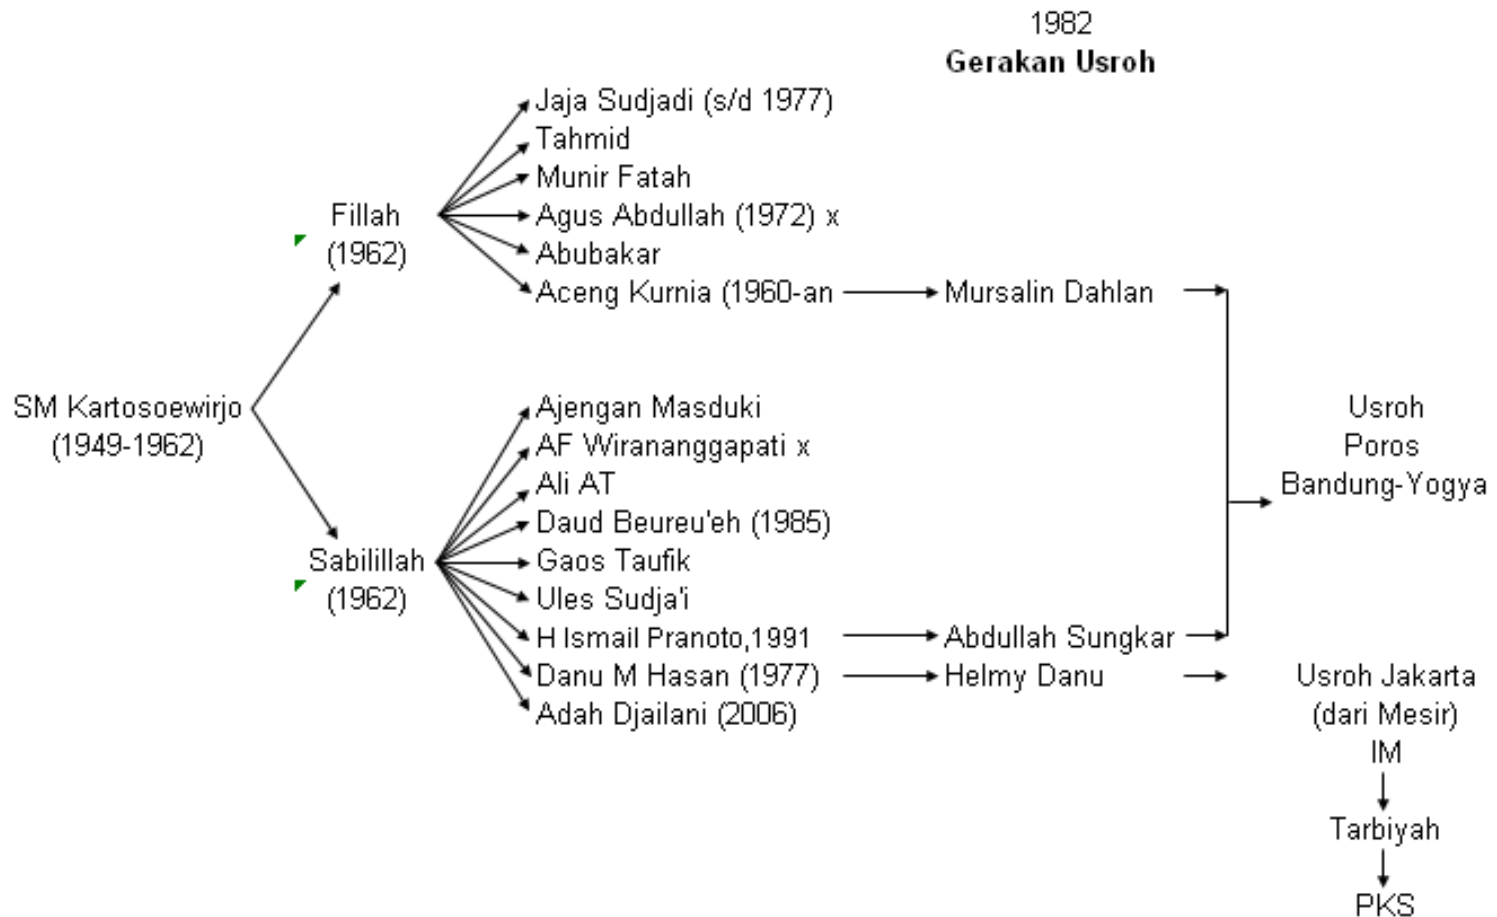 1982
Gerakan Usroh
Jaja Sudjadi (s/d 1977)
Tahmid
Munir Fatah
Fillah
(1962)
Agus Abdullah (1972) x
Abubakar
Aceng Kurnia (1960-an
Mursalin Dahlan
SM Kartosoewirjo
(1949-1962)
Ajengan Masduki
AF Wirananggapati x
Ali AT
Daud Beureu'eh (1985)
Usroh
Poros
Bandung-Yogya
Sabilillah
(1962)
Gaos Taufik
Ules Sudja'i
H Ismail Pranoto,1991
Abdullah Sungkar
Danu M Hasan (1977)
Helmy Danu
Adah Djailani (2006)
Usroh Jakarta
(dari Mesir)
IM
Tarbiyah
PKS